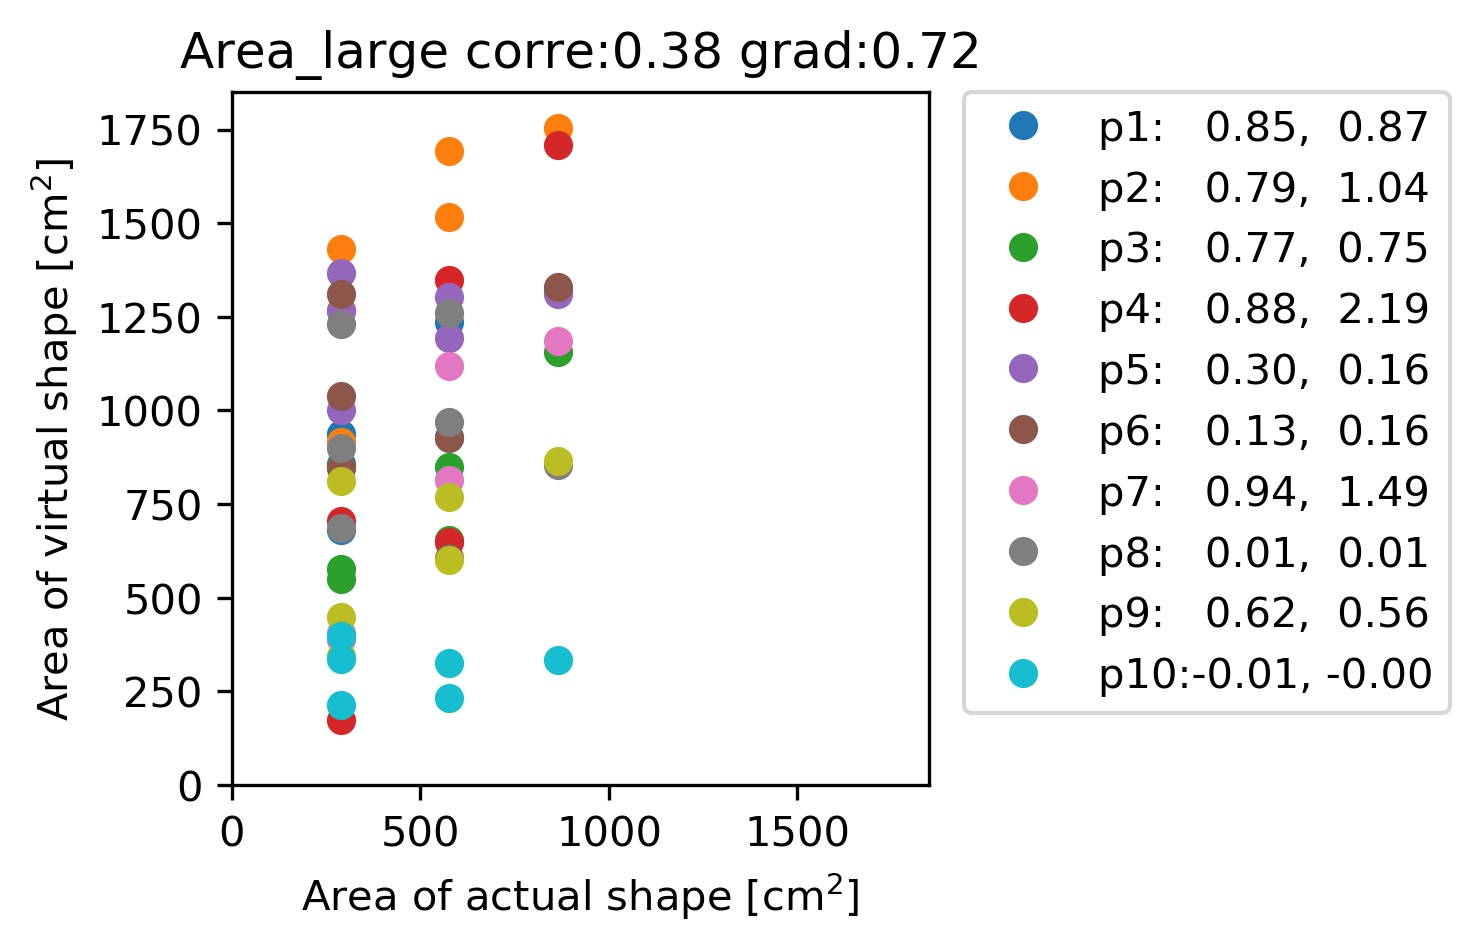 Area_large corre:0.38 grad:0.72
Area of virtual shape [cm²]
1750
1500
1250
1000
750
500
250
0
0 500 1000 1500
Area of actual shape [cm²]
p1: 0.85, 0.87
p2: 0.79, 1.04
p3: 0.77, 0.75
p4: 0.88, 2.19
p5: 0.30, 0.16
p6: 0.13, 0.16
p7: 0.94, 1.49
p8: 0.01, 0.01
p9: 0.62, 0.56
p10:-0.01, -0.00